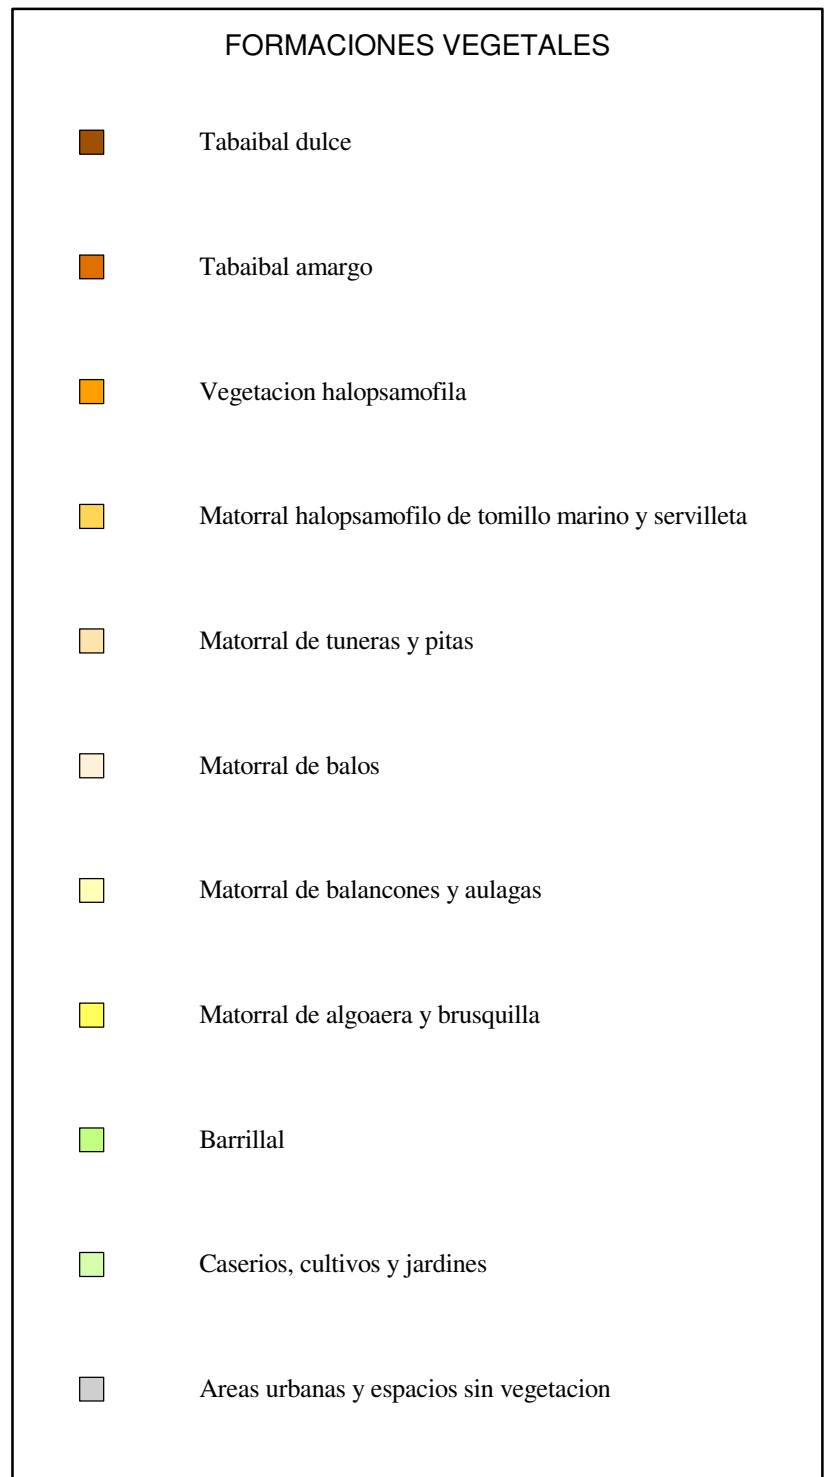 FORMACIONES VEGETALES
Tabaibal dulce
Tabaibal amargo
Vegetacion halopsamofila
Matorral halopsamofilo de tomillo marino y servilleta
Matorral de tuneras y pitas
Matorral de balos
Matorral de balancones y aulagas
Matorral de algoaera y brusquilla
Barrillal
Caserios, cultivos y jardines
Areas urbanas y espacios sin vegetacion